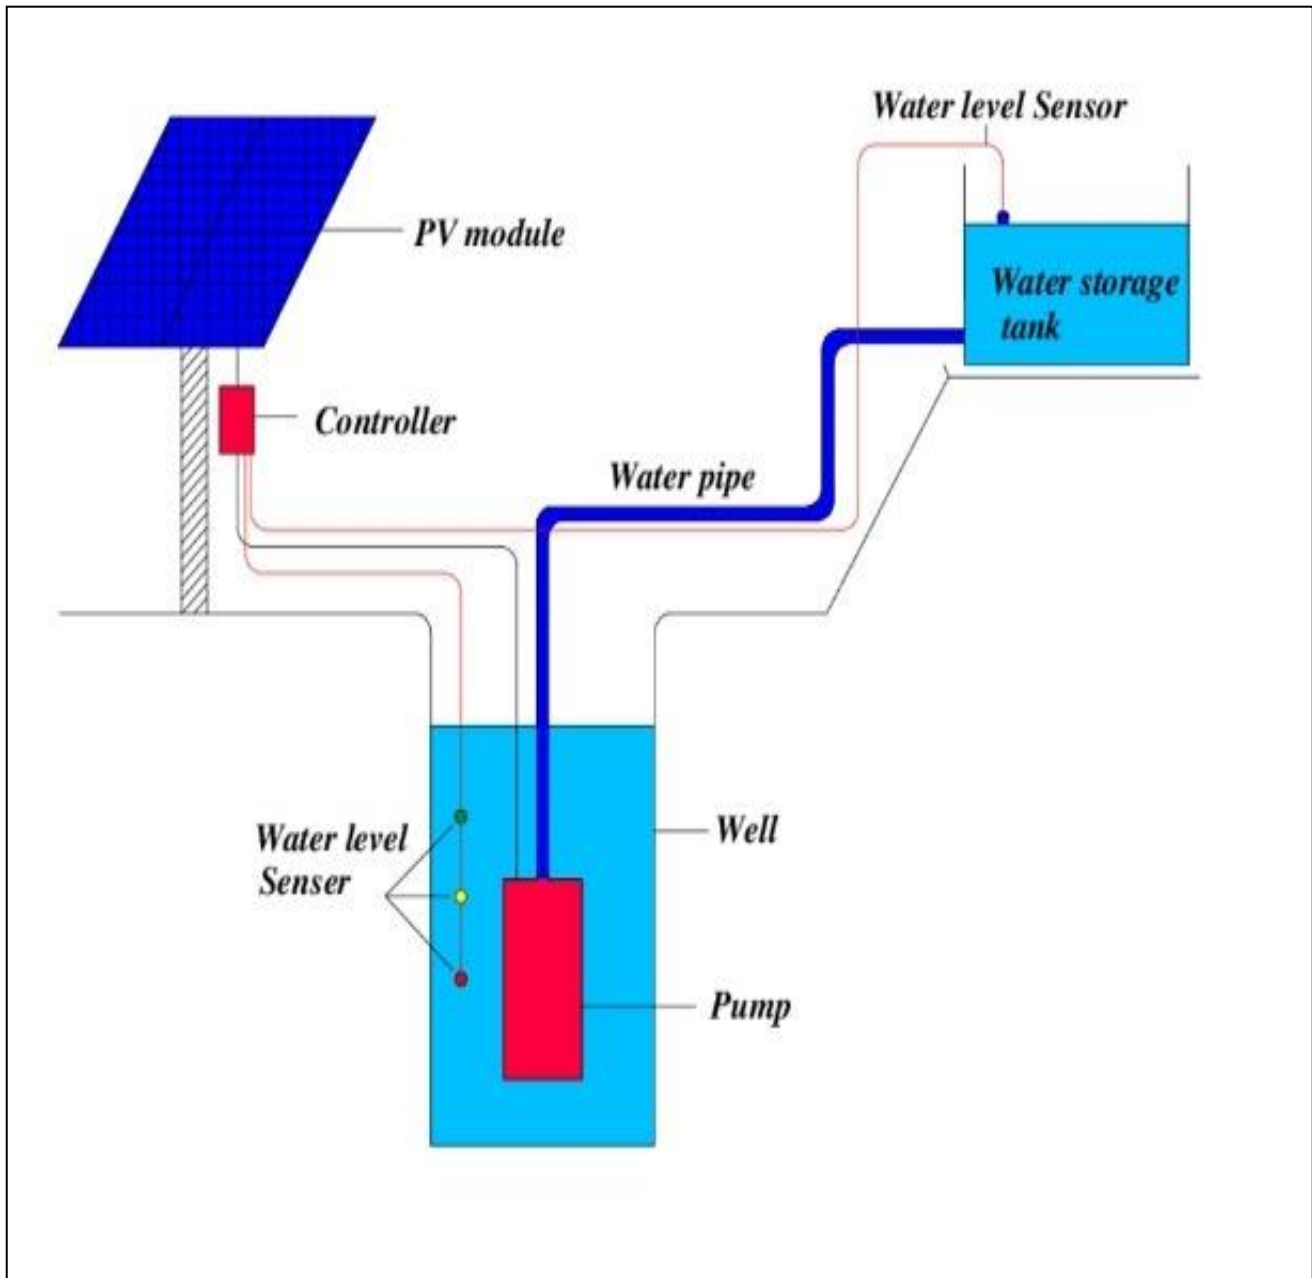 Water level Sensor
PV module
Water storage
tank
Controller
Water pipe
Water level
Senser
Well
Pump